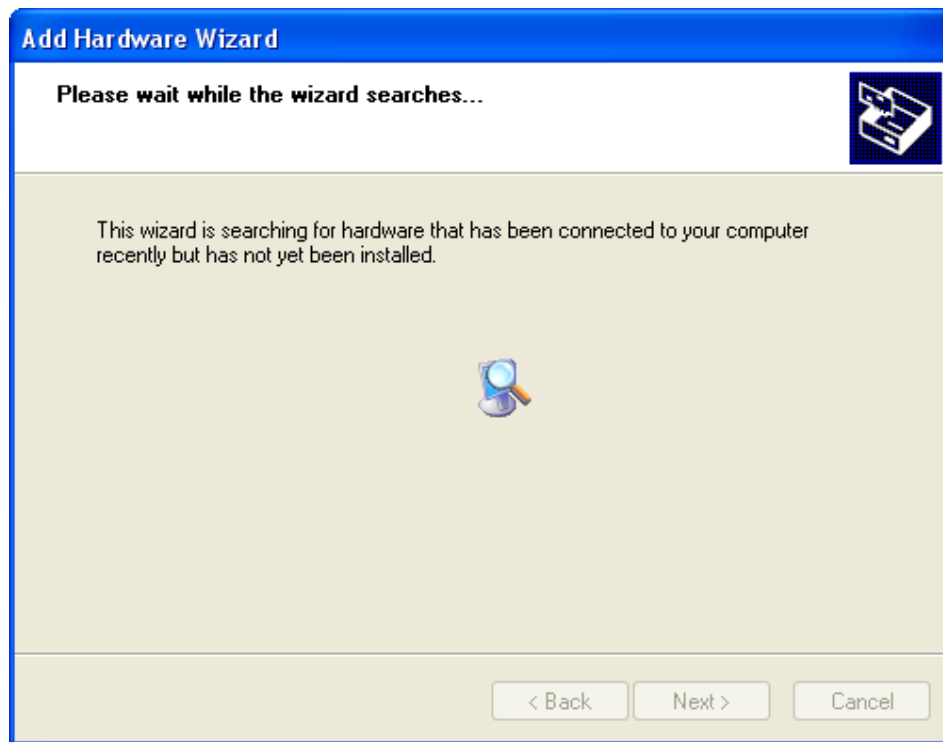 Add Hardware Wizard
Please wait while the wizard searches...
This wizard is searching for hardware that has been connected to your computer
recently but has not yet been installed.
< Back
Next >
Cancel